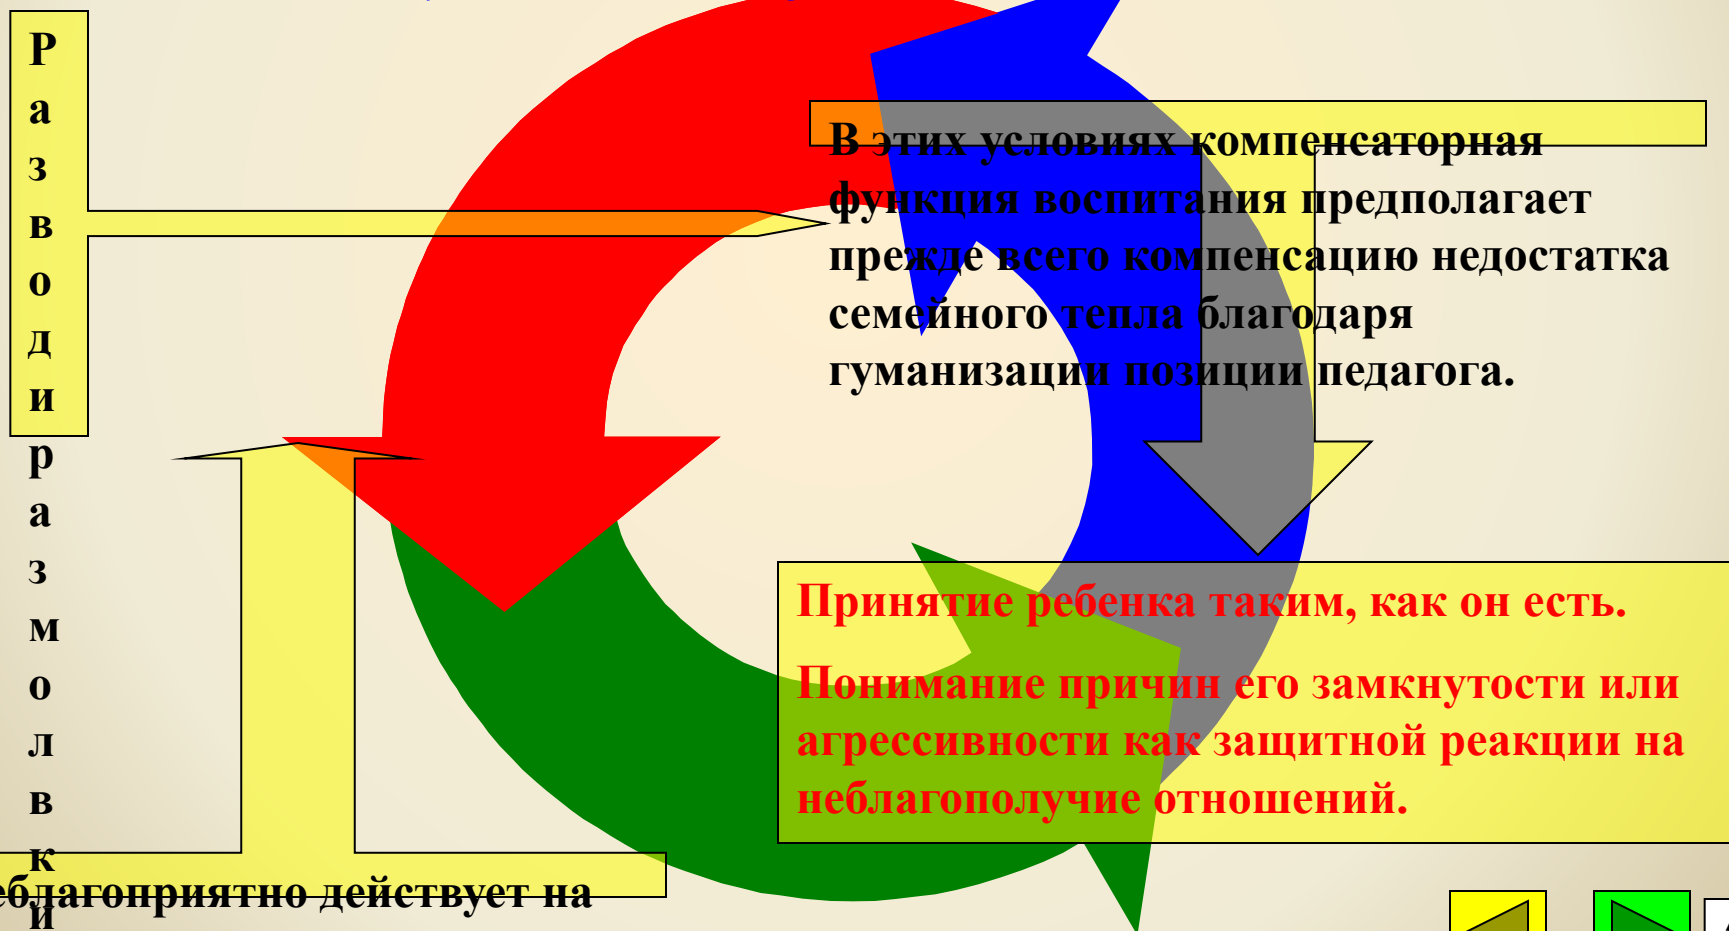 Р
а
з
в
о
д
и
р
а
з
м
о
л
в
к
и
В этих условиях компенсаторная
функция воспитания предполагает
прежде всего компенсацию недостатка
семейного тепла благодаря
гуманизации позиции педагога.
Принятие ребенка таким, как он есть.
Понимание причин его замкнутости или
агрессивности как защитной реакции на
неблагополучие отношений.
еблагоприятно действует на